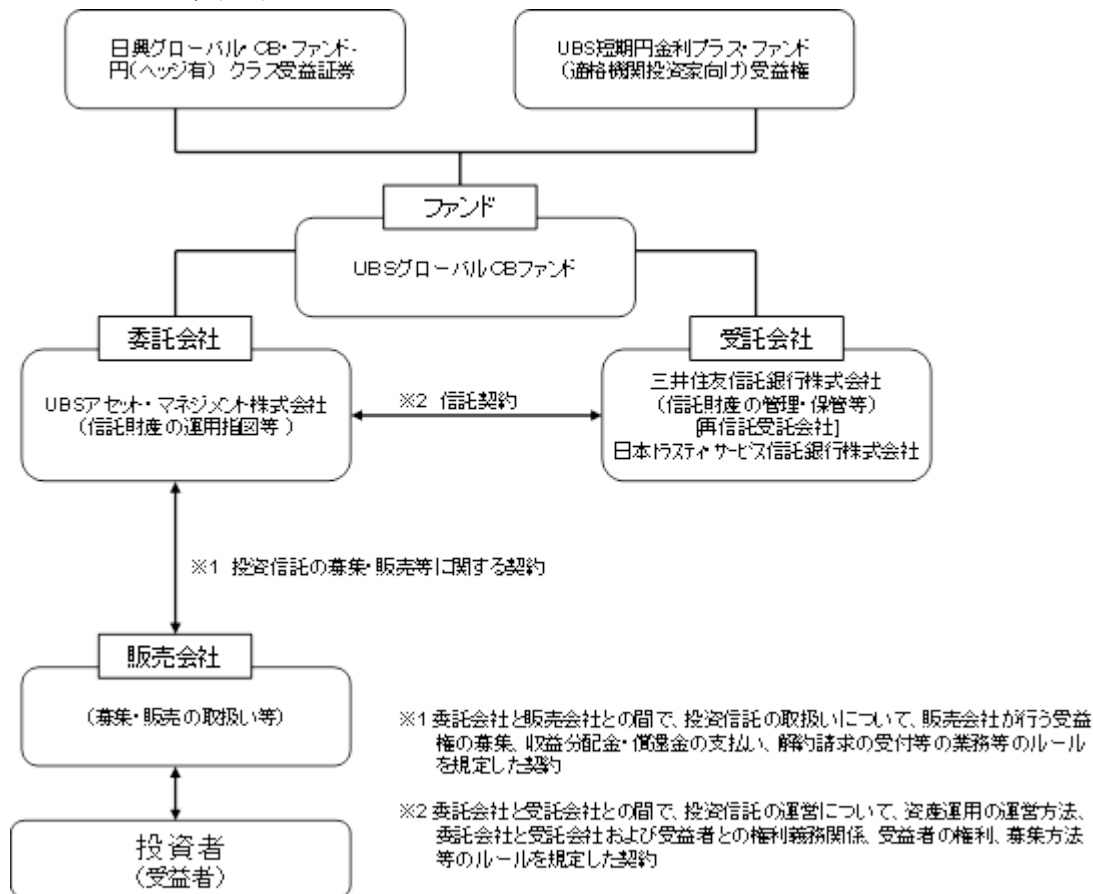 日興グローバル・CB・ファンド-
円(ヘッジ有) クラス受益証券
UBS短期円金利プラス・ファンド
(適格機関投資家向け)受益権
ファンド
UBSグローバルCBファンド
委託会社
UBSアセット・マネジメント株式会社
(信託財産の運用指図等 )
※2 信託契約
受託会社
三井住友信託銀行株式会社
(信託財産の管理・保管等)
[再信託受託会社]
日本トラスティ・サービス信託銀行株式会社
※1 投資信託の募集・販売等に関する契約
販売会社
(募集・販売の取扱い等)
投資者
(受益者)
※1 委託会社と販売会社との間で、投資信託の取扱いについて、販売会社が行う受益
権の募集、収益分配金・償還金の支払い、解約請求の受付等の業務等のルール
を規定した契約
※2 委託会社と受託会社との間で、投資信託の運営について、資産運用の運営方法、
委託会社と受託会社および受益者との権利義務関係、受益者の権利、募集方法
等のルールを規定した契約